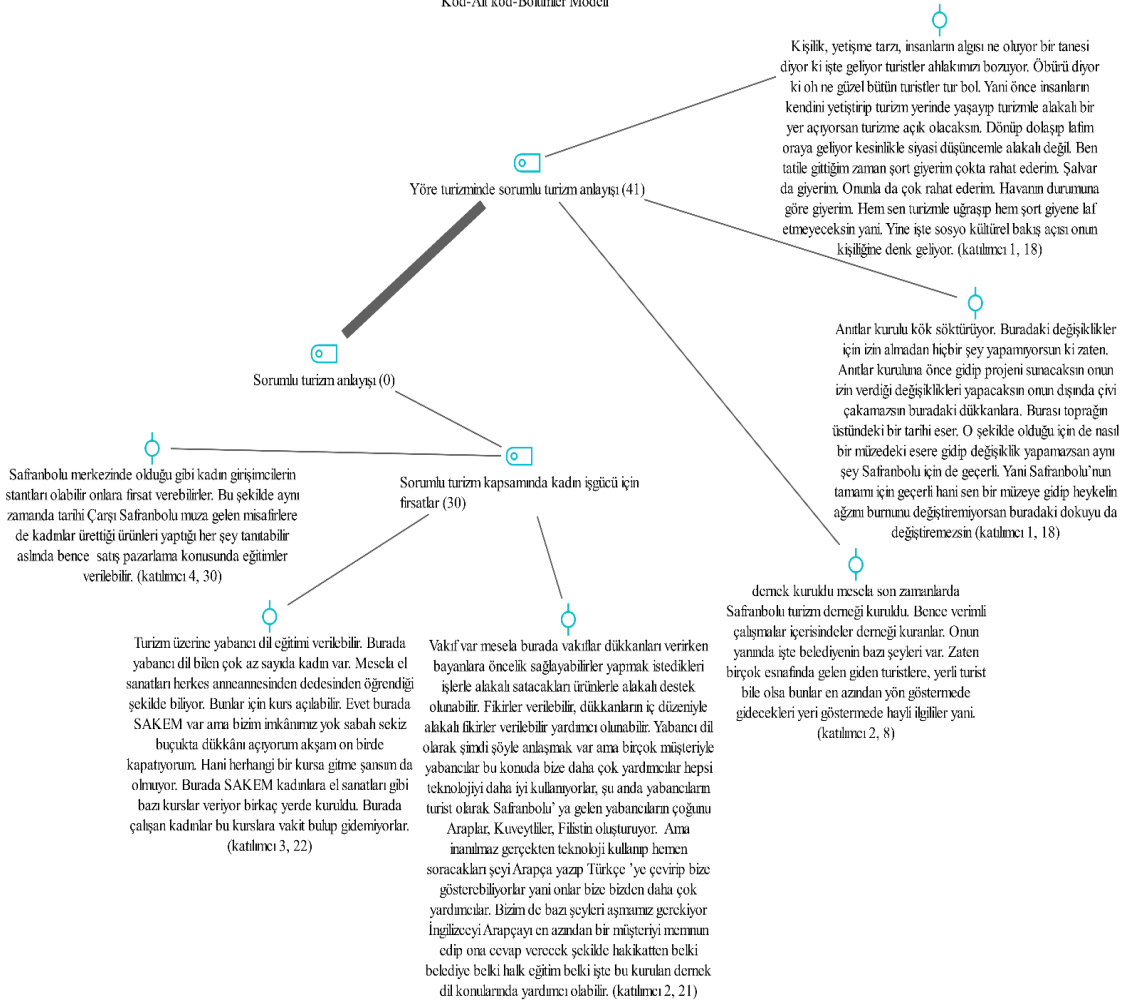 Kod-Alt kod-Bölümler Modeli
Kişilik, yetişme tarzı, insanların algısı ne oluyor bir tanesi
diyor ki işte geliyor turistler ahlakımızı bozuyor. Öbürü diyor
ki oh ne güzel bütün turistler tur bol. Yani önce insanların
kendini yetiştirip turizm yerinde yaşayıp turizmle alakalı bir
yer açıyorsan turizme açık olacaksın. Dönüp dolaşıp lafım
oraya geliyor kesinlikle siyasi düşüncemle alakalı değil. Ben
tatile gittiğim zaman şort giyerim çokta rahat ederim. Şalvar
da giyerim. Onunla da çok rahat ederim. Havanın durumuna
göre giyerim. Hem sen turizmle uğraşıp hem şort giyene laf
etmeyeceksin yani. Yine işte sosyo kültürel bakış açısı onun
kişiliğine denk geliyor. (katılımcı 1, 18)
Yöre turizminde sorumlu turizm anlayışı (41)
Anıtlar kurulu kök söktürüyor. Buradaki değişiklikler
için izin almadan hiçbir şey yapamıyorsun ki zaten.
Anıtlar kuruluna önce gidip projeni sunacaksın onun
izin verdiği değişiklikleri yapacaksın onun dışında çivi
çakamazsın buradaki dükkanlara. Burası toprağın
üstündeki bir tarihi eser. O şekilde olduğu için de nasıl
bir müzedeki esere gidip değişiklik yapamazsan aynı
şey Safranbolu için de geçerli. Yani Safranbolu'nun
tamamı için geçerli hani sen bir müzeye gidip heykelin
ağzını burnunu değiştiremiyorsan buradaki dokuyu da
değiştiremezsin (katılımcı 1, 18)
Sorumlu turizm anlayışı (0)
Safranbolu merkezinde olduğu gibi kadın girişimcilerin
stantları olabilir onlara fırsat verebilirler. Bu şekilde aynı
zamanda tarihi Çarşı Safranbolu muza gelen misafirlere
de kadınlar ürettiği ürünleri yaptığı her şey tanıtabilir
aslında bence  satış pazarlama konusunda eğitimler
verilebilir. (katılımcı 4, 30)
Sorumlu turizm kapsamında kadın işgücü için
fırsatlar (30)
dernek kuruldu mesela son zamanlarda
Safranbolu turizm derneği kuruldu. Bence verimli
çalışmalar içerisindeler derneği kuranlar. Onun
yanında işte belediyenin bazı şeyleri var. Zaten
birçok esnafında gelen giden turistlere, yerli turist
bile olsa bunlar en azından yön göstermede
gidecekleri yeri göstermede hayli ilgililer yani.
(katılımcı 2, 8)
Turizm üzerine yabancı dil eğitimi verilebilir. Burada
yabancı dil bilen çok az sayıda kadın var. Mesela el
sanatları herkes anneannesinden dedesinden öğrendiği
şekilde biliyor. Bunlar için kurs açılabilir. Evet burada
SAKEM var ama bizim imkânımız yok sabah sekiz
buçukta dükkânı açıyorum akşam on birde
kapatıyorum. Hani herhangi bir kursa gitme şansım da
olmuyor. Burada SAKEM kadınlara el sanatları gibi
bazı kurslar veriyor birkaç yerde kuruldu. Burada
çalışan kadınlar bu kurslara vakit bulup gidemiyorlar.
(katılımcı 3, 22)
Vakıf var mesela burada vakıflar dükkanları verirken
bayanlara öncelik sağlayabilirler yapmak istedikleri
işlerle alakalı satacakları ürünlerle alakalı destek
olunabilir. Fikirler verilebilir, dükkanların iç düzeniyle
alakalı fikirler verilebilir yardımcı olunabilir. Yabancı dil
olarak şimdi şöyle anlaşmak var ama birçok müşteriyle
yabancılar bu konuda bize daha çok yardımcılar hepsi
teknolojiyi daha iyi kullanıyorlar, şu anda yabancıların
turist olarak Safranbolu' ya gelen yabancıların çoğunu
Araplar, Kuveytliler, Filistin oluşturuyor.  Ama
inanılmaz gerçekten teknoloji kullanıp hemen
soracakları şeyi Arapça yazıp Türkçe 'ye çevirip bize
gösterebiliyorlar yani onlar bize bizden daha çok
yardımcılar. Bizim de bazı şeyleri aşmamız gerekiyor
İngilizceyi Arapçayı en azından bir müşteriyi memnun
edip ona cevap verecek şekilde hakikatten belki
belediye belki halk eğitim belki işte bu kurulan dernek
dil konularında yardımcı olabilir. (katılımcı 2, 21)